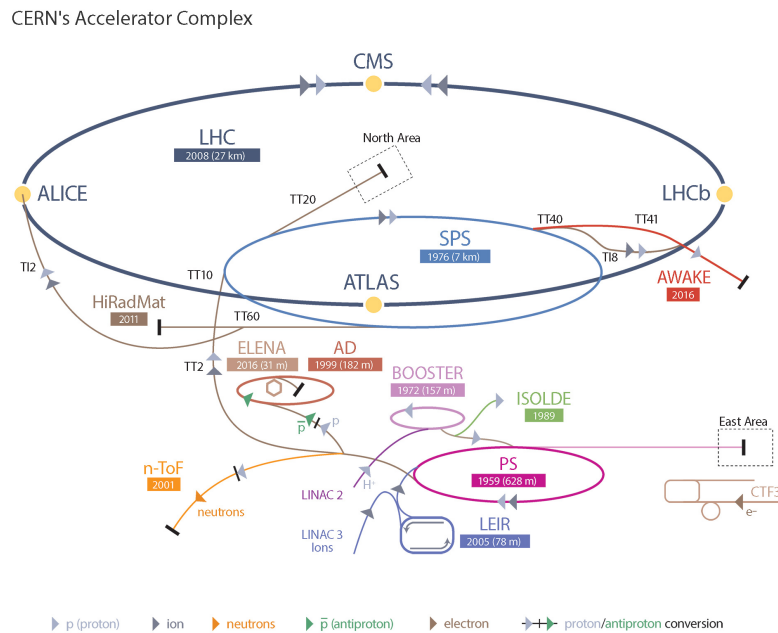 CERN's Accelerator Complex
CMS
LHC
2008 (27 km)
North Area
ALICE
LHCb
TT20
TT40
TT41
SPS
1976 (7 km)
TI8
TI2
TT10
ATLAS
AWAKE
2016
HiRadMat
2011
TT60
ELENA
2016 (31 m)
AD
1999 (182 m)
TT2
BOOSTER
1972 (157 m)
ISOLDE
1989
p
p̅
East Area
n-ToF
2001
PS
1959 (628 m)
H⁺
LINAC 2
neutrons
CTF3
e-
LINAC 3
Ions
LEIR
2005 (78 m)
p (proton)
ion
neutrons
p̅ (antiproton)
electron
proton/antiproton conversion